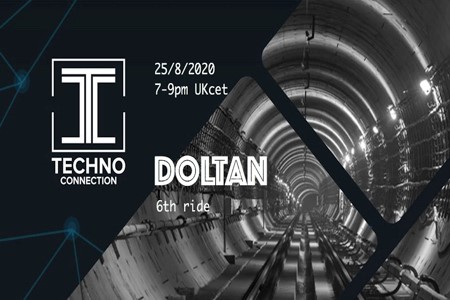 25/8/2020
7-9pm UKcet
TECHNO
CONNECTION
DOLTAN
6th ride